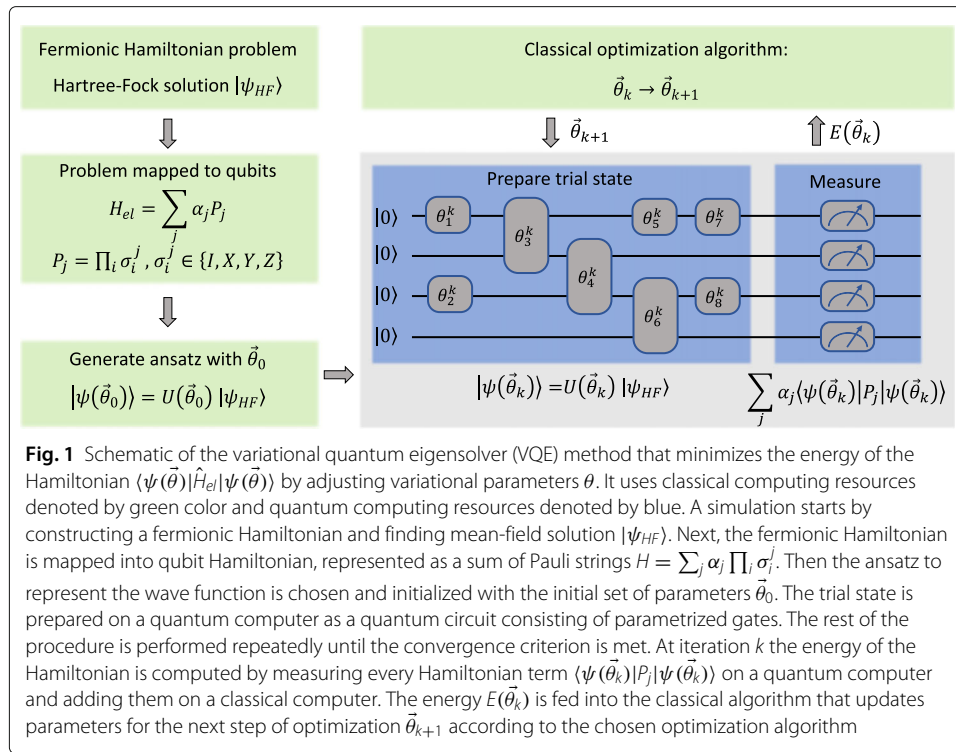 Fermionic Hamiltonian problem
Hartree-Fock solution |ψ_HF⟩
Problem mapped to qubits
H_el = ∑_j α_j P_j
P_j = ∏_i σ_i^j , σ_i^j ∈ {I, X, Y, Z}
Generate ansatz with θ⃗_0
|ψ(θ⃗_0)⟩ = U(θ⃗_0) |ψ_HF⟩
Classical optimization algorithm:
θ⃗_k → θ⃗_{k+1}
θ⃗_{k+1}
E(θ⃗_k)
Prepare trial state
Measure
|0⟩ θ_1^k θ_3^k θ_5^k θ_7^k
|0⟩ θ_4^k
|0⟩ θ_2^k θ_6^k θ_8^k
|0⟩
|ψ(θ⃗_k)⟩ = U(θ⃗_k) |ψ_HF⟩
∑_j α_j⟨ψ(θ⃗_k)|P_j|ψ(θ⃗_k)⟩
Fig. 1 Schematic of the variational quantum eigensolver (VQE) method that minimizes the energy of the
Hamiltonian ⟨ψ(θ⃗)|Ĥ_el|ψ(θ⃗)⟩ by adjusting variational parameters θ. It uses classical computing resources
denoted by green color and quantum computing resources denoted by blue. A simulation starts by
constructing a fermionic Hamiltonian and finding mean-field solution |ψ_HF⟩. Next, the fermionic Hamiltonian
is mapped into qubit Hamiltonian, represented as a sum of Pauli strings H = ∑_j α_j ∏_i σ_i^j. Then the ansatz to
represent the wave function is chosen and initialized with the initial set of parameters θ⃗_0. The trial state is
prepared on a quantum computer as a quantum circuit consisting of parametrized gates. The rest of the
procedure is performed repeatedly until the convergence criterion is met. At iteration k the energy of the
Hamiltonian is computed by measuring every Hamiltonian term ⟨ψ(θ⃗_k)|P_j|ψ(θ⃗_k)⟩ on a quantum computer
and adding them on a classical computer. The energy E(θ⃗_k) is fed into the classical algorithm that updates
parameters for the next step of optimization θ⃗_{k+1} according to the chosen optimization algorithm